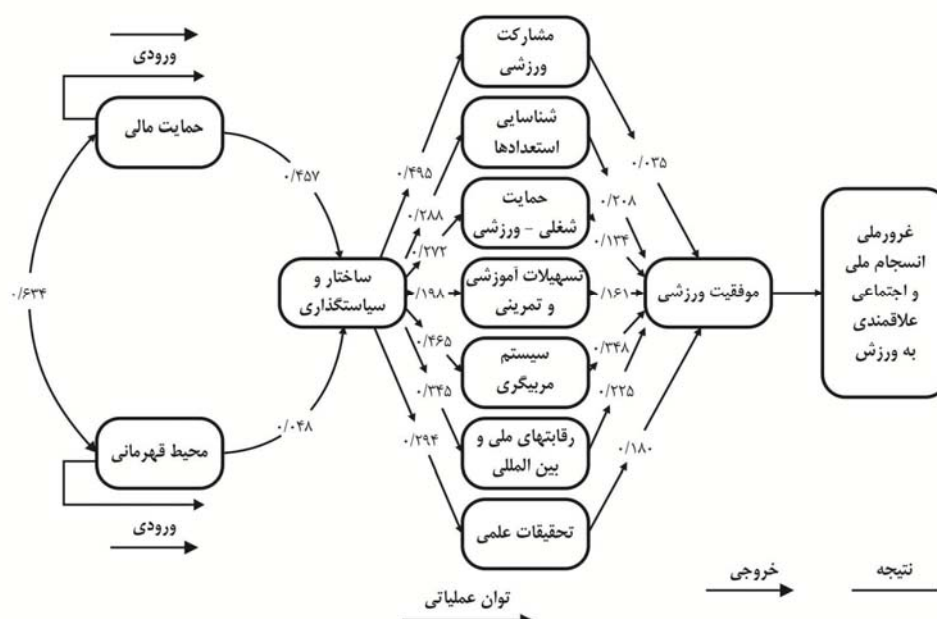 ورودی
حمایت مالی
۰/۴۵۷
۰/۶۳۴
۰/۰۴۸
محیط قهرمانی
ورودی
ساختار و
سیاستگذاری
۰/۴۹۵
۰/۲۸۸
۰/۲۷۲
۰/۱۹۸
۰/۴۶۵
۰/۳۴۵
۰/۲۹۴
مشارکت
ورزشی
شناسایی
استعدادها
حمایت
شغلی - ورزشی
تسهیلات آموزشی
و تمرینی
سیستم
مربیگری
رقابتهای ملی و
بین المللی
تحقیقات علمی
۰/۰۳۵
۰/۲۰۸
۰/۱۳۴
۰/۱۶۱
۰/۳۴۸
۰/۲۲۵
۰/۱۸۰
موفقیت ورزشی
غرورملی
انسجام ملی
و اجتماعی
علاقمندی
به ورزش
توان عملیاتی
خروجی
نتیجه